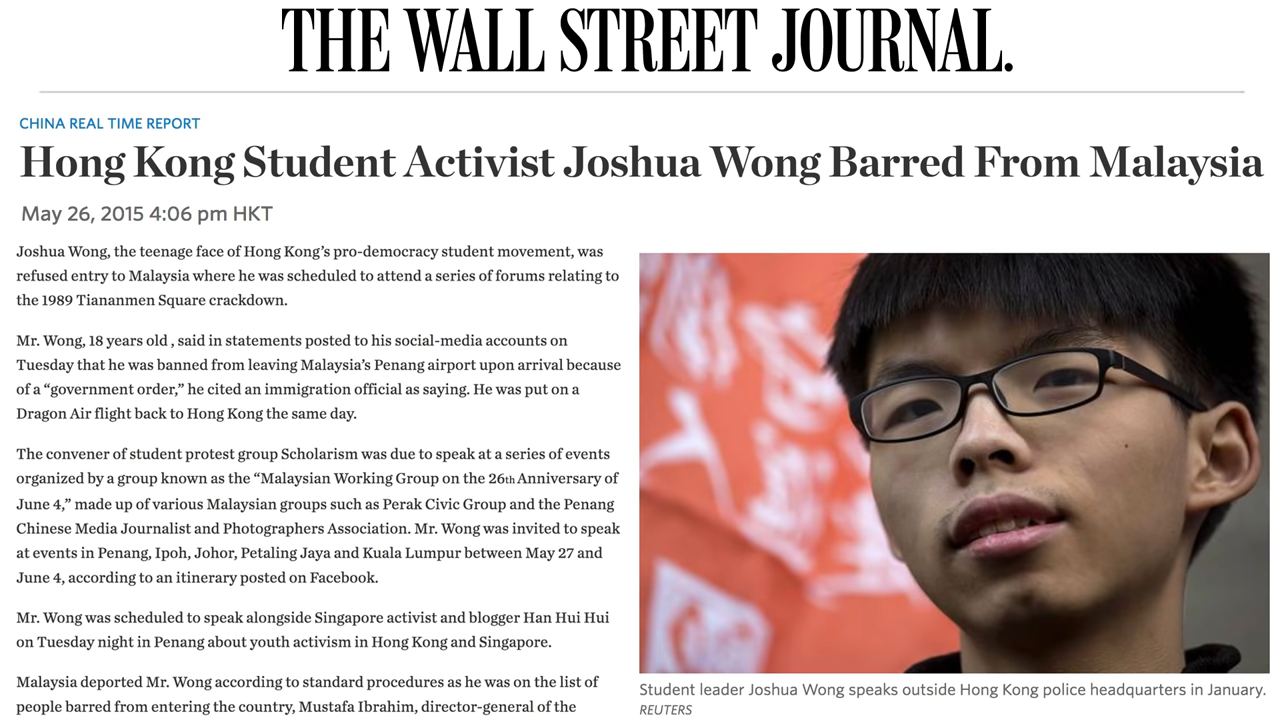 THE WALL STREET JOURNAL.
CHINA REAL TIME REPORT
Hong Kong Student Activist Joshua Wong Barred From Malaysia
May 26, 2015 4:06 pm HKT
Joshua Wong, the teenage face of Hong Kong’s pro-democracy student movement, was
refused entry to Malaysia where he was scheduled to attend a series of forums relating to
the 1989 Tiananmen Square crackdown.
Mr. Wong, 18 years old , said in statements posted to his social-media accounts on
Tuesday that he was banned from leaving Malaysia’s Penang airport upon arrival because
of a “government order,” he cited an immigration official as saying. He was put on a
Dragon Air flight back to Hong Kong the same day.
The convener of student protest group Scholarism was due to speak at a series of events
organized by a group known as the “Malaysian Working Group on the 26th Anniversary of
June 4,” made up of various Malaysian groups such as Perak Civic Group and the Penang
Chinese Media Journalist and Photographers Association. Mr. Wong was invited to speak
at events in Penang, Ipoh, Johor, Petaling Jaya and Kuala Lumpur between May 27 and
June 4, according to an itinerary posted on Facebook.
Mr. Wong was scheduled to speak alongside Singapore activist and blogger Han Hui Hui
on Tuesday night in Penang about youth activism in Hong Kong and Singapore.
Malaysia deported Mr. Wong according to standard procedures as he was on the list of
people barred from entering the country, Mustafa Ibrahim, director-general of the
Student leader Joshua Wong speaks outside Hong Kong police headquarters in January.
REUTERS